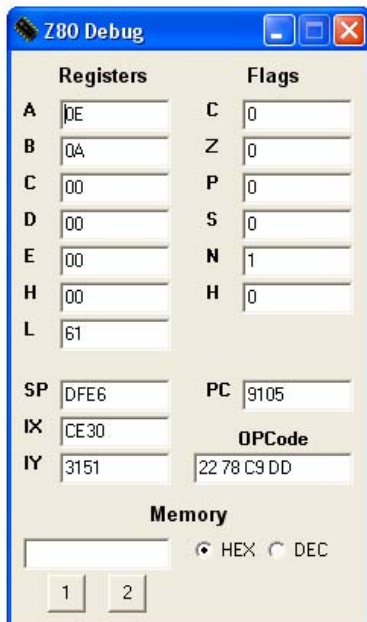 Z80 Debug
Registers Flags
A 0E C 0
B 0A Z 0
C 00 P 0
D 00 S 0
E 00 N 1
H 00 H 0
L 61
SP DFE6 PC 9105
IX CE30 OPCode
IY 3151 22 78 C9 DD
Memory
HEX DEC
1 2